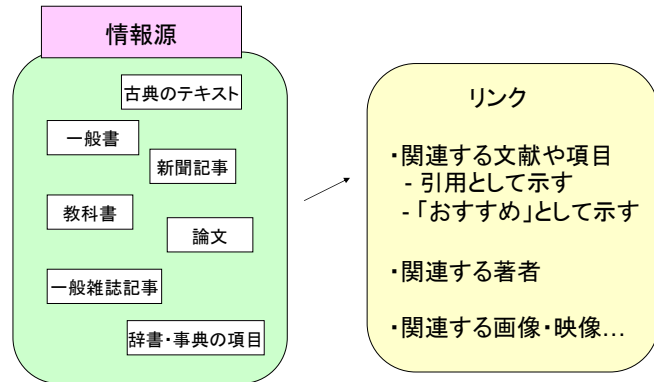 情報源
古典のテキスト
一般書
新聞記事
教科書
論文
一般雑誌記事
辞書・事典の項目
リンク
・関連する文献や項目
- 引用として示す
-「おすすめ」として示す
・関連する著者
・関連する画像・映像…